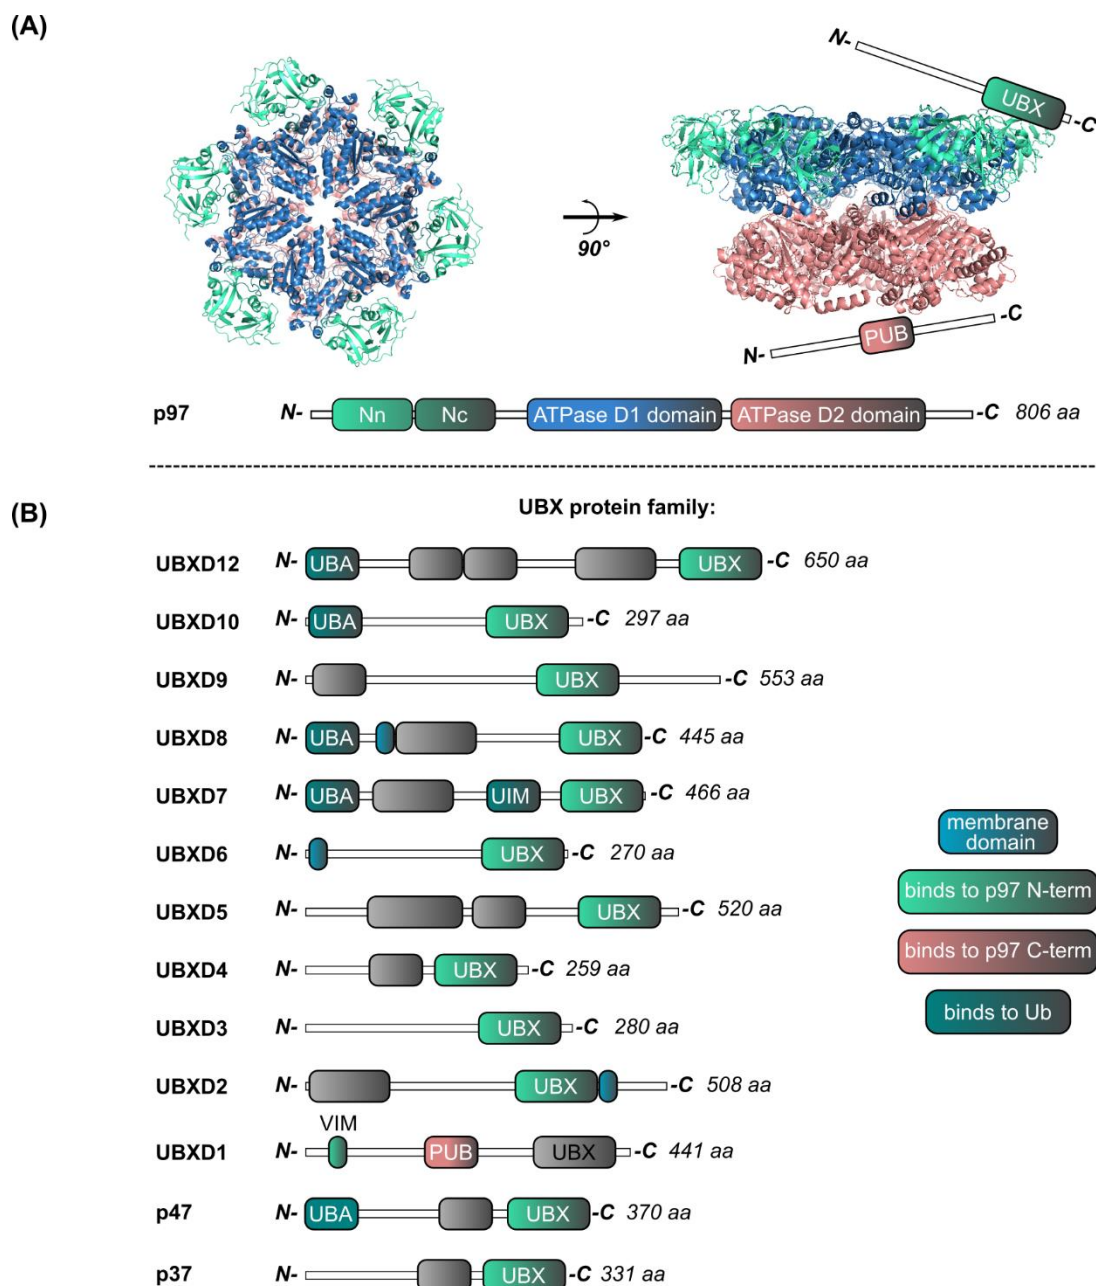 (A)
N-
UBX
-C
90°
PUB
N-
-C
p97 N- Nn Nc ATPase D1 domain ATPase D2 domain -C 806 aa
(B)
UBX protein family:
UBXD12 N- UBA UBX -C 650 aa
UBXD10 N- UBA UBX -C 297 aa
UBXD9 N- UBX -C 553 aa
UBXD8 N- UBA UBX -C 445 aa
UBXD7 N- UBA UIM UBX -C 466 aa
UBXD6 N- UBX -C 270 aa
UBXD5 N- UBX -C 520 aa
UBXD4 N- UBX -C 259 aa
UBXD3 N- UBX -C 280 aa
UBXD2 N- UBX -C 508 aa
VIM
UBXD1 N- PUB UBX -C 441 aa
p47 N- UBA UBX -C 370 aa
p37 N- UBX -C 331 aa
membrane
domain
binds to p97 N-term
binds to p97 C-term
binds to Ub